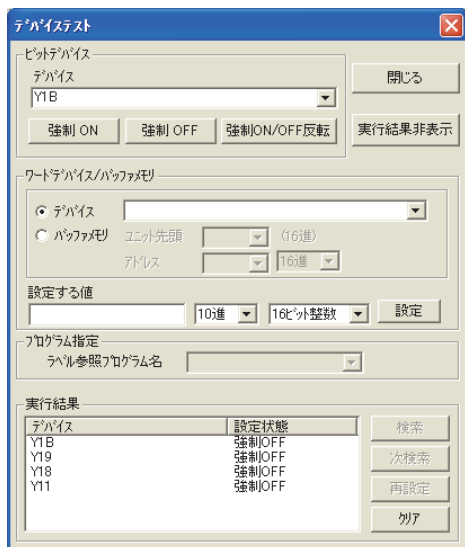 ﾃﾞﾊﾞｲｽﾃｽﾄ
ﾋﾞｯﾄﾃﾞﾊﾞｲｽ
ﾃﾞﾊﾞｲｽ
Y1B
閉じる
強制 ON 強制 OFF 強制ON/OFF反転 実行結果非表示
ﾜｰﾄﾞﾃﾞﾊﾞｲｽ/ﾊﾞｯﾌｧﾒﾓﾘ
ﾃﾞﾊﾞｲｽ
ﾊﾞｯﾌｧﾒﾓﾘ ﾕﾆｯﾄ先頭 (16進)
ｱﾄﾞﾚｽ 16進
設定する値
10進 16ﾋﾞｯﾄ整数 設定
ﾌﾟﾛｸﾞﾗﾑ指定
ﾗﾍﾞﾙ参照ﾌﾟﾛｸﾞﾗﾑ名
実行結果
ﾃﾞﾊﾞｲｽ 設定状態 検索
Y1B 強制OFF
Y19 強制OFF 次検索
Y18 強制OFF
Y11 強制OFF 再設定
ｸﾘｱ